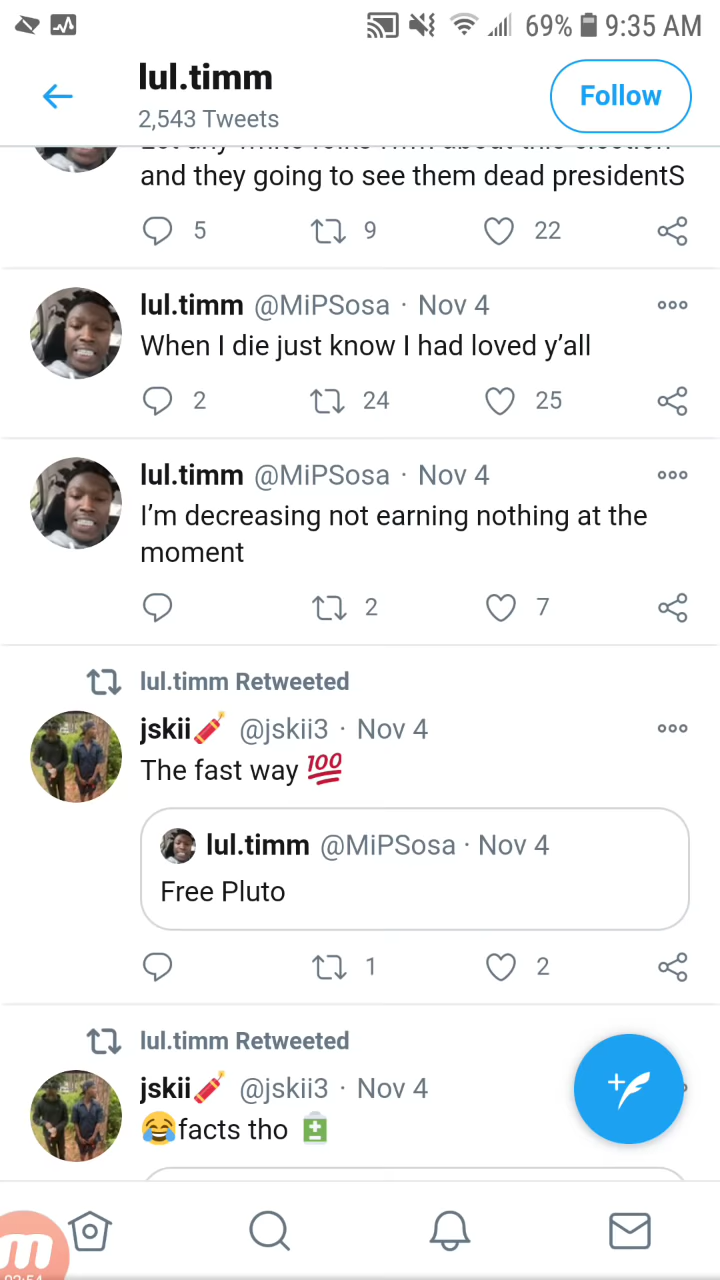 69% 9:35 AM
lul.timm
2,543 Tweets
Follow
and they going to see them dead presidentS
5 9 22
lul.timm @MiPSosa · Nov 4
When I die just know I had loved y’all
2 24 25
lul.timm @MiPSosa · Nov 4
I’m decreasing not earning nothing at the
moment
2 7
lul.timm Retweeted
jskii🧨 @jskii3 · Nov 4
The fast way 💯
lul.timm @MiPSosa · Nov 4
Free Pluto
1 2
lul.timm Retweeted
jskii🧨 @jskii3 · Nov 4
😂facts tho 🔋
m